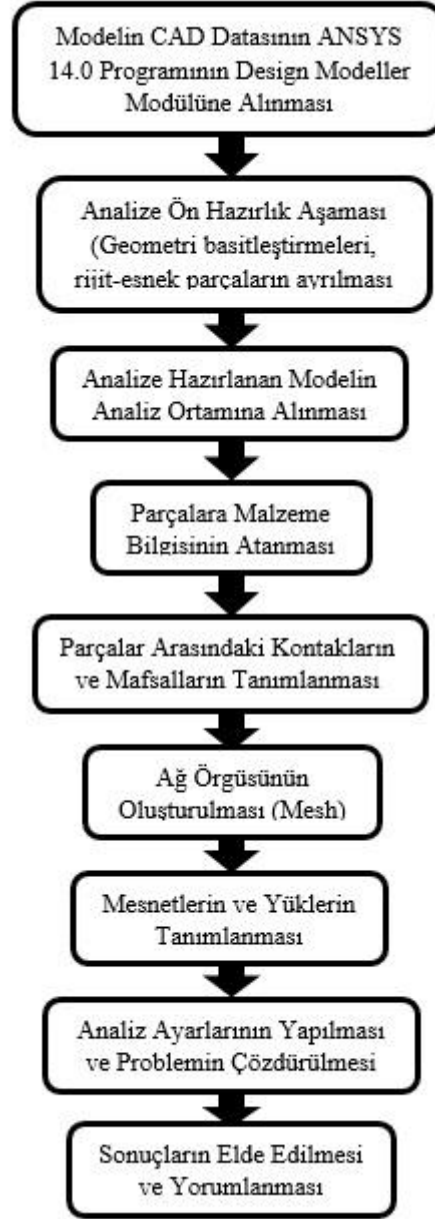 Modelin CAD Datasının ANSYS
14.0 Programının Design Modeller
Modülüne Alınması
Analize Ön Hazırlık Aşaması
(Geometri basitleştirmeleri,
rijit-esnek parçaların ayrılması
Analize Hazırlanan Modelin
Analiz Ortamına Alınması
Parçalara Malzeme
Bilgisinin Atanması
Parçalar Arasındaki Kontakların
ve Mafsalların Tanımlanması
Ağ Örgüsünün
Oluşturulması (Mesh)
Mesnetlerin ve Yüklerin
Tanımlanması
Analiz Ayarlarının Yapılması
ve Problemin Çözdürülmesi
Sonuçların Elde Edilmesi
ve Yorumlanması